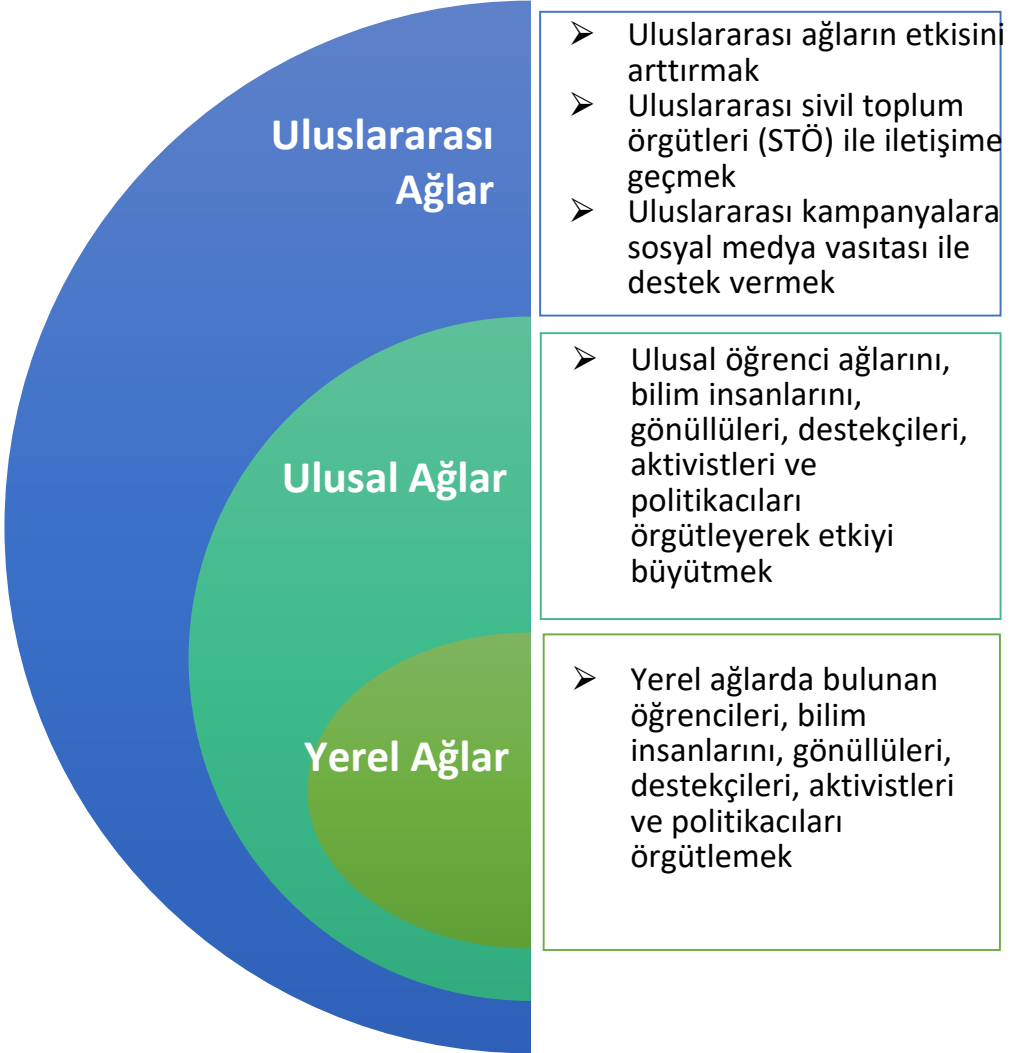 Uluslararası
Ağlar
➢ Uluslararası ağların etkisini
arttırmak
➢ Uluslararası sivil toplum
örgütleri (STÖ) ile iletişime
geçmek
➢ Uluslararası kampanyalara
sosyal medya vasıtası ile
destek vermek
Ulusal Ağlar
➢ Ulusal öğrenci ağlarını,
bilim insanlarını,
gönüllüleri, destekçileri,
aktivistleri ve
politikacıları
örgütleyerek etkiyi
büyütmek
Yerel Ağlar
➢ Yerel ağlarda bulunan
öğrencileri, bilim
insanlarını, gönüllüleri,
destekçileri, aktivistleri
ve politikacıları
örgütlemek